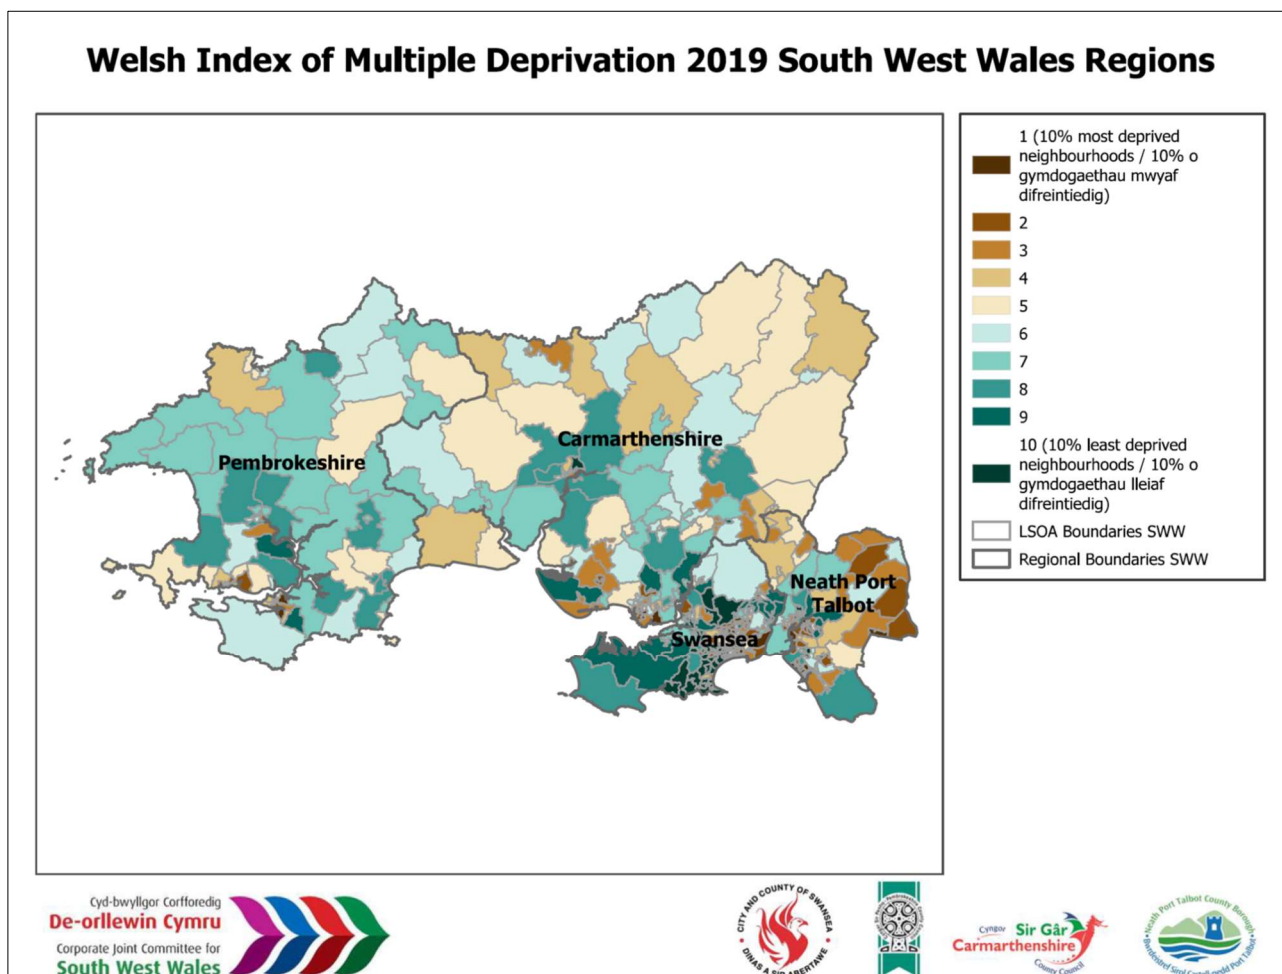 Welsh Index of Multiple Deprivation 2019 South West Wales Regions
1 (10% most deprived
neighbourhoods / 10% o
gymdogaethau mwyaf
difreintiedig)
2
3
4
5
6
7
8
9
10 (10% least deprived
neighbourhoods / 10% o
gymdogaethau lleiaf
difreintiedig)
LSOA Boundaries SWW
Regional Boundaries SWW
Carmarthenshire
Pembrokeshire
Neath Port
Talbot
Swansea
Cyd-bwyllgor Corfforedig
De-orllewin Cymru
Corporate Joint Committee for
South West Wales
CITY AND COUNTY OF SWANSEA
DINAS A SIR ABERTAWE
Cyngor Sir Gâr
Carmarthenshire
County Council
Neath Port Talbot County Borough